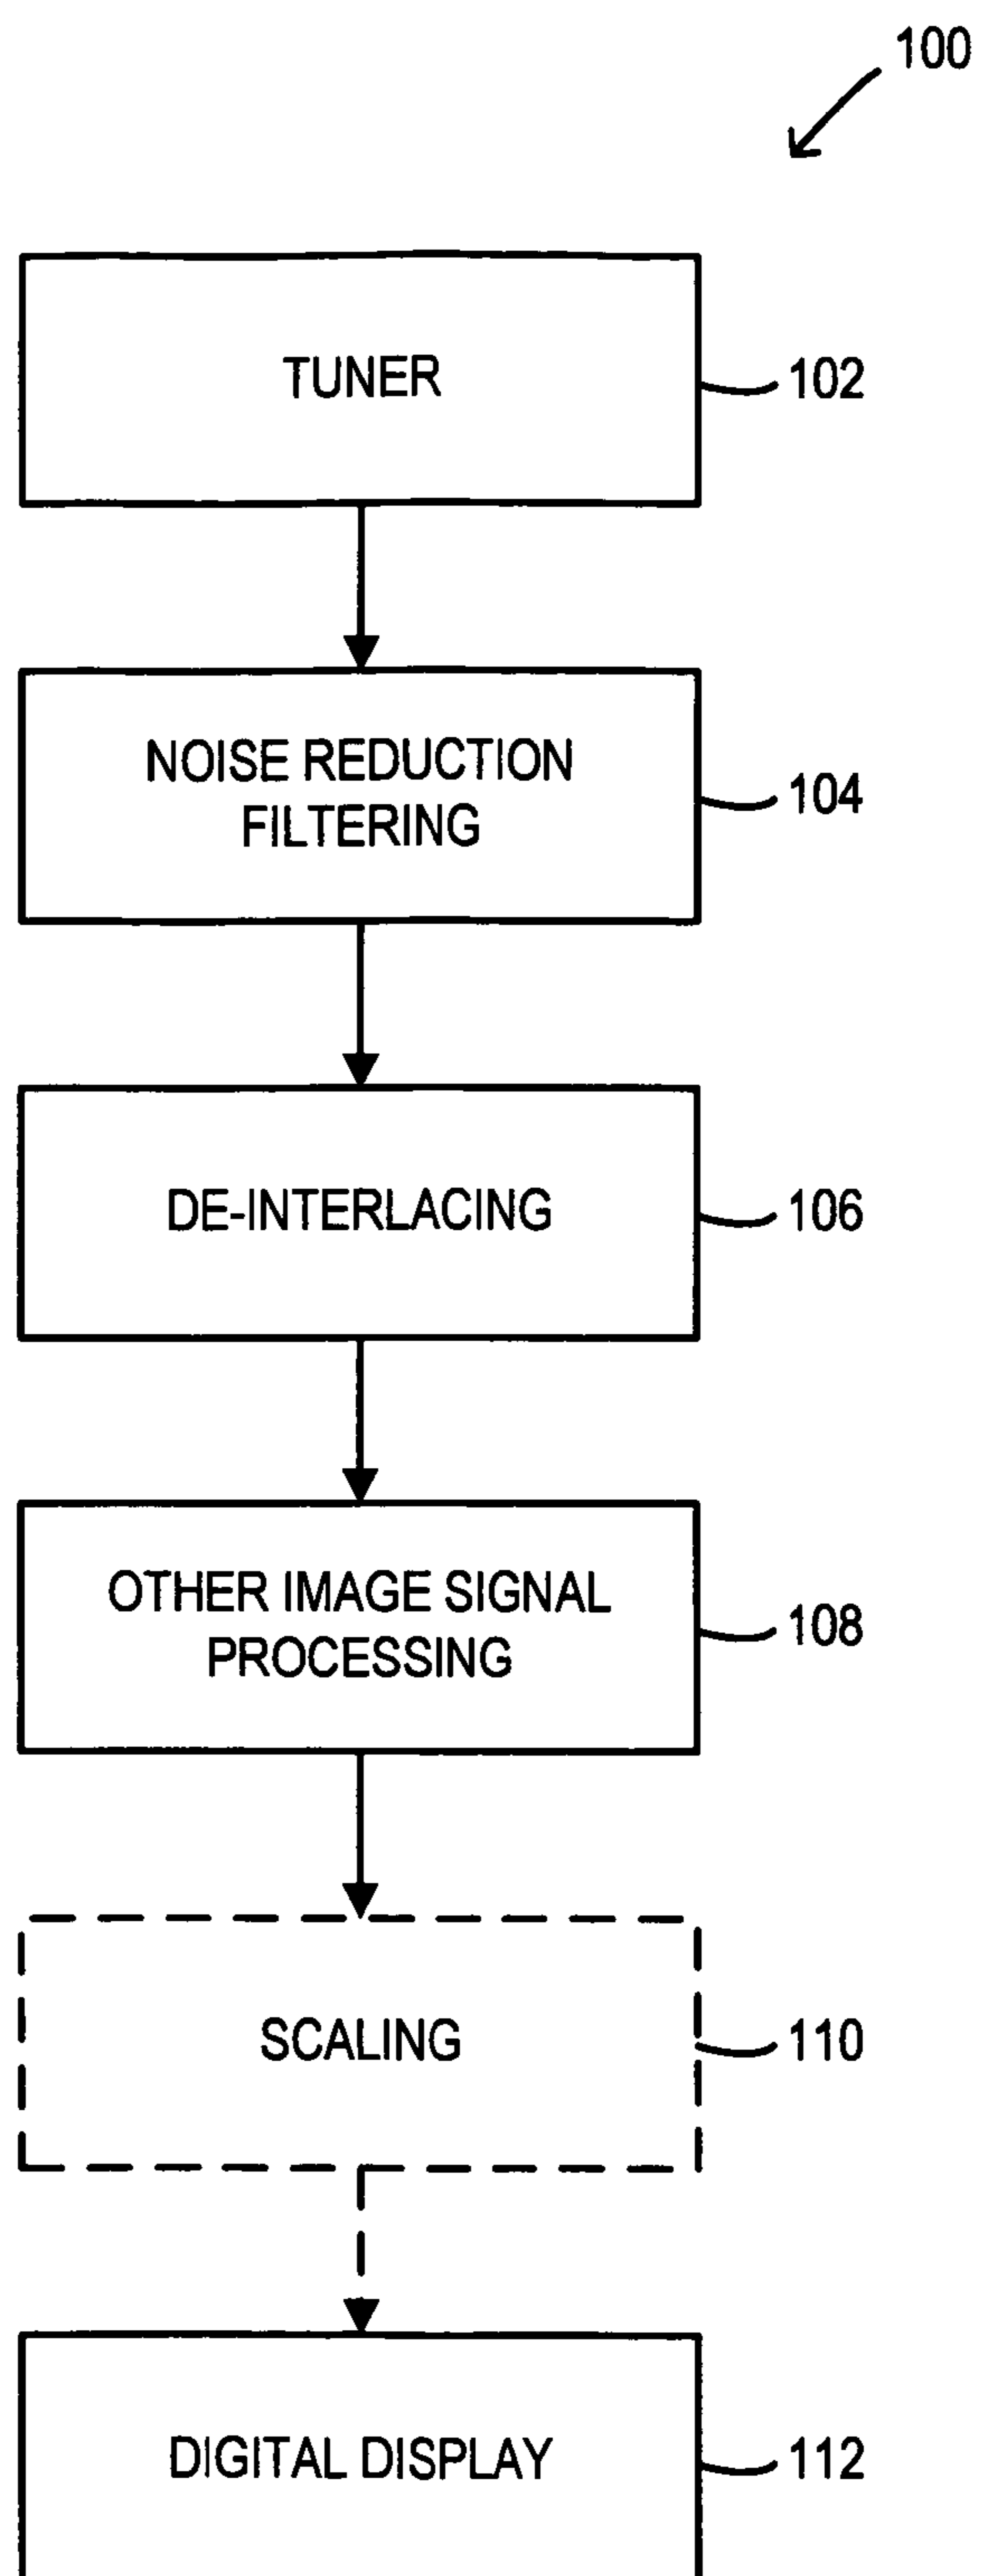 100
TUNER
102
NOISE REDUCTION
FILTERING
104
DE-INTERLACING
106
OTHER IMAGE SIGNAL
PROCESSING
108
SCALING
110
DIGITAL DISPLAY
112